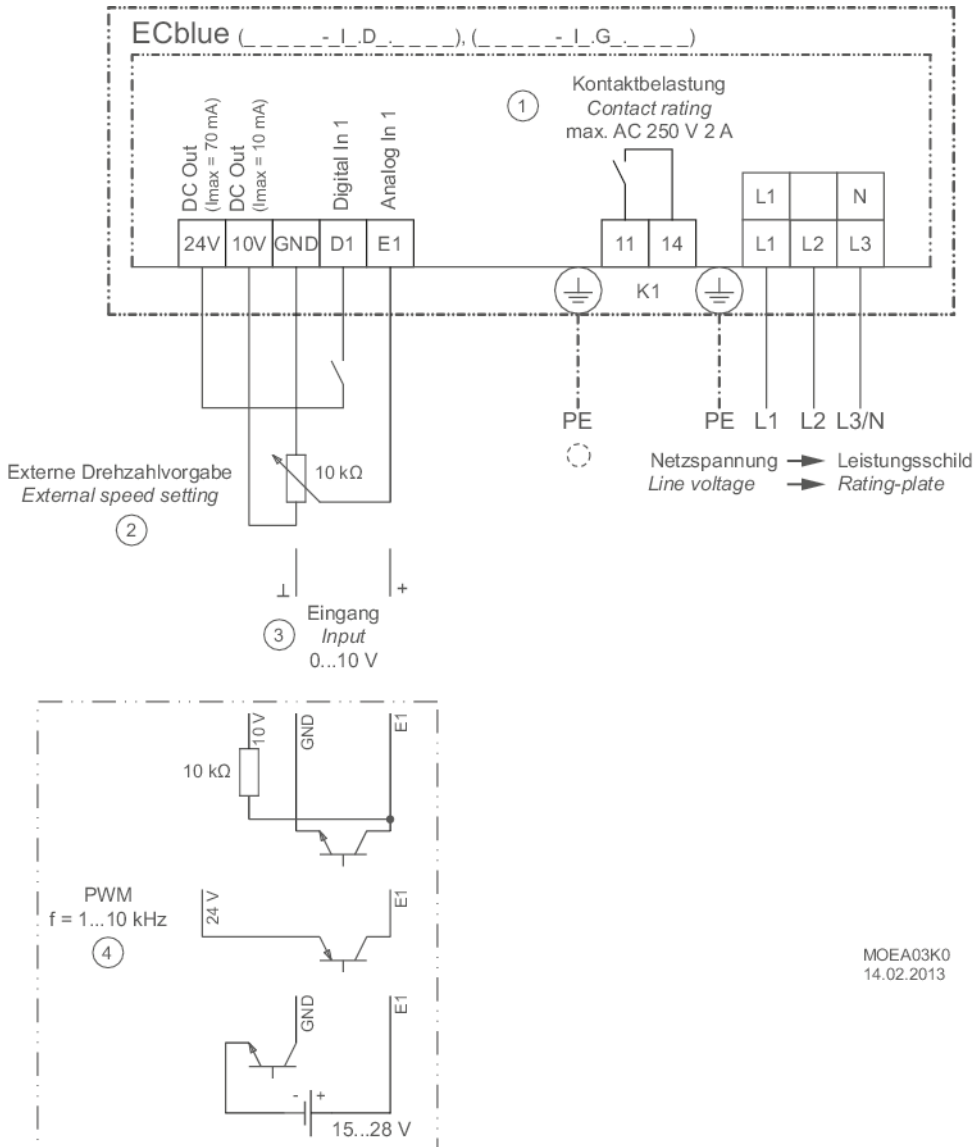 ECblue (_ _ _ _ _-_I_.D_._ _ _ _), (_ _ _ _ _-_I_.G_._ _ _ _)
1
Kontaktbelastung
Contact rating
max. AC 250 V 2 A
DC Out
(Imax = 70 mA)
DC Out
(Imax = 10 mA)
Digital In 1
Analog In 1
L1 N
24V 10V GND D1 E1 11 14 L1 L2 L3
K1
PE PE L1 L2 L3/N
Netzspannung → Leistungsschild
Line voltage → Rating-plate
Externe Drehzahlvorgabe
External speed setting
2
10 kΩ
⊥ +
3
Eingang
Input
0...10 V
10 V GND E1
10 kΩ
PWM
f = 1...10 kHz
4
24 V E1
GND E1
- +
15...28 V
MOEA03K0
14.02.2013